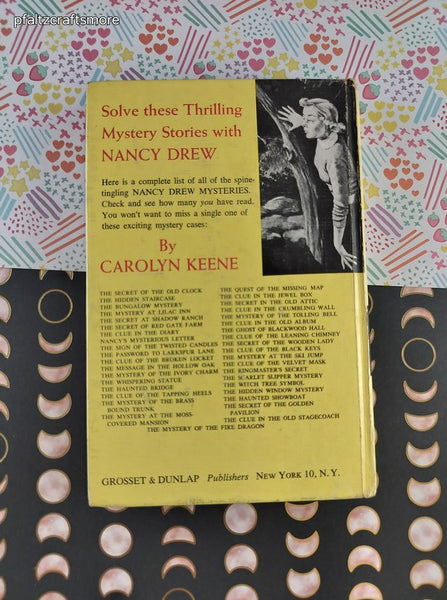 pfaltzcraftsmore
Solve these Thrilling
Mystery Stories with
NANCY DREW
Here is a complete list of all of the spine-
tingling NANCY DREW MYSTERIES.
Check and see how many you have read.
You won't want to miss a single one of
these exciting mystery cases:
By
CAROLYN KEENE
THE SECRET OF THE OLD CLOCK
THE HIDDEN STAIRCASE
THE BUNGALOW MYSTERY
THE MYSTERY AT LILAC INN
THE SECRET AT SHADOW RANCH
THE SECRET OF RED GATE FARM
THE CLUE IN THE DIARY
NANCY'S MYSTERIOUS LETTER
THE SIGN OF THE TWISTED CANDLES
THE PASSWORD TO LARKSPUR LANE
THE CLUE OF THE BROKEN LOCKET
THE MESSAGE IN THE HOLLOW OAK
THE MYSTERY OF THE IVORY CHARM
THE WHISPERING STATUE
THE HAUNTED BRIDGE
THE CLUE OF THE TAPPING HEELS
THE MYSTERY OF THE BRASS
BOUND TRUNK
THE MYSTERY AT THE MOSS-
COVERED MANSION
THE QUEST OF THE MISSING MAP
THE CLUE IN THE JEWEL BOX
THE SECRET IN THE OLD ATTIC
THE CLUE IN THE CRUMBLING WALL
THE MYSTERY OF THE TOLLING BELL
THE CLUE IN THE OLD ALBUM
THE GHOST OF BLACKWOOD HALL
THE CLUE OF THE LEANING CHIMNEY
THE SECRET OF THE WOODEN LADY
THE CLUE OF THE BLACK KEYS
THE MYSTERY AT THE SKI JUMP
THE CLUE OF THE VELVET MASK
THE RINGMASTER'S SECRET
THE SCARLET SLIPPER MYSTERY
THE WITCH TREE SYMBOL
THE HIDDEN WINDOW MYSTERY
THE HAUNTED SHOWBOAT
THE SECRET OF THE GOLDEN
PAVILION
THE CLUE IN THE OLD STAGECOACH
THE MYSTERY OF THE FIRE DRAGON
GROSSET & DUNLAP Publishers NEW YORK 10, N.Y.